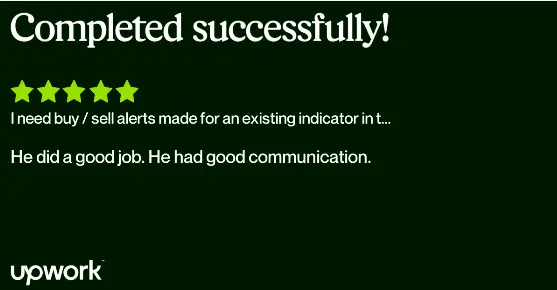 Completed successfully!
I need buy / sell alerts made for an existing indicator in t...
He did a good job. He had good communication.
upwork